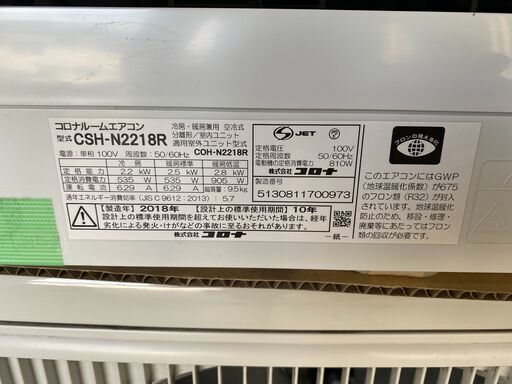 コロナルームエアコン 冷房・暖房兼用 空冷式
型式 CSH-N2218R 分離形／室内ユニット
適用室外ユニット型式
電源：単相 100V 周波数：50/60Hz COH-N2218R
冷房 暖房標準 暖房低温
定格能力 2.2 kW 2.5 kW 2.8 kW
定格消費電力 535 W 535 W 905 W
運転電流 6.29 A 6.29 A 総質量：9.5kg
通年エネルギー消費効率(JIS C 9612：2013)：5.7
【製造年】2018年 【設計上の標準使用期間】10年
設計上の標準使用期間を超えてお使いいただいた場合は、経年
劣化による発火・けがなどの事故に至るおそれがあります。
株式会社コロナ
JET
定格電圧 100V
定格周波数 50/60Hz
電動機の定格消費電力 810W
株式会社コロナ
5130811700973
—紙—
フロンの見える化
このエアコンにはGWP
(地球温暖化係数)が675
のフロン類(R32)が封入
されています。地球温暖化
防止のため、移設・修理・
廃棄等にあたってはフロン
類の回収が必要です。